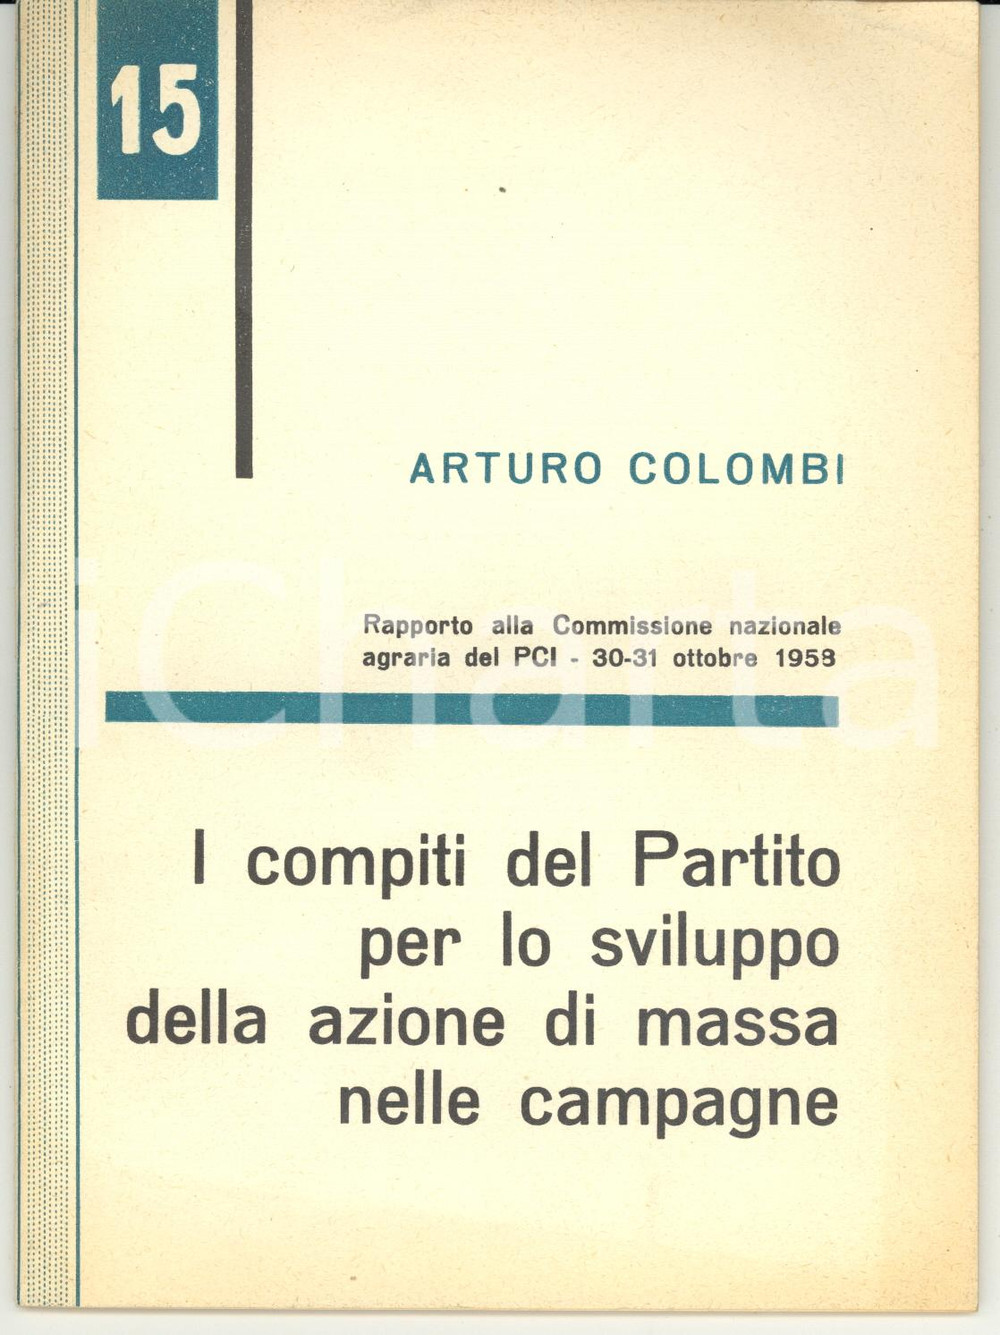 15
ARTURO COLOMBI
Rapporto alla Commissione nazionale
agraria del PCI - 30-31 ottobre 1958
iCharta
I compiti del Partito
per lo sviluppo
della azione di massa
nelle campagne